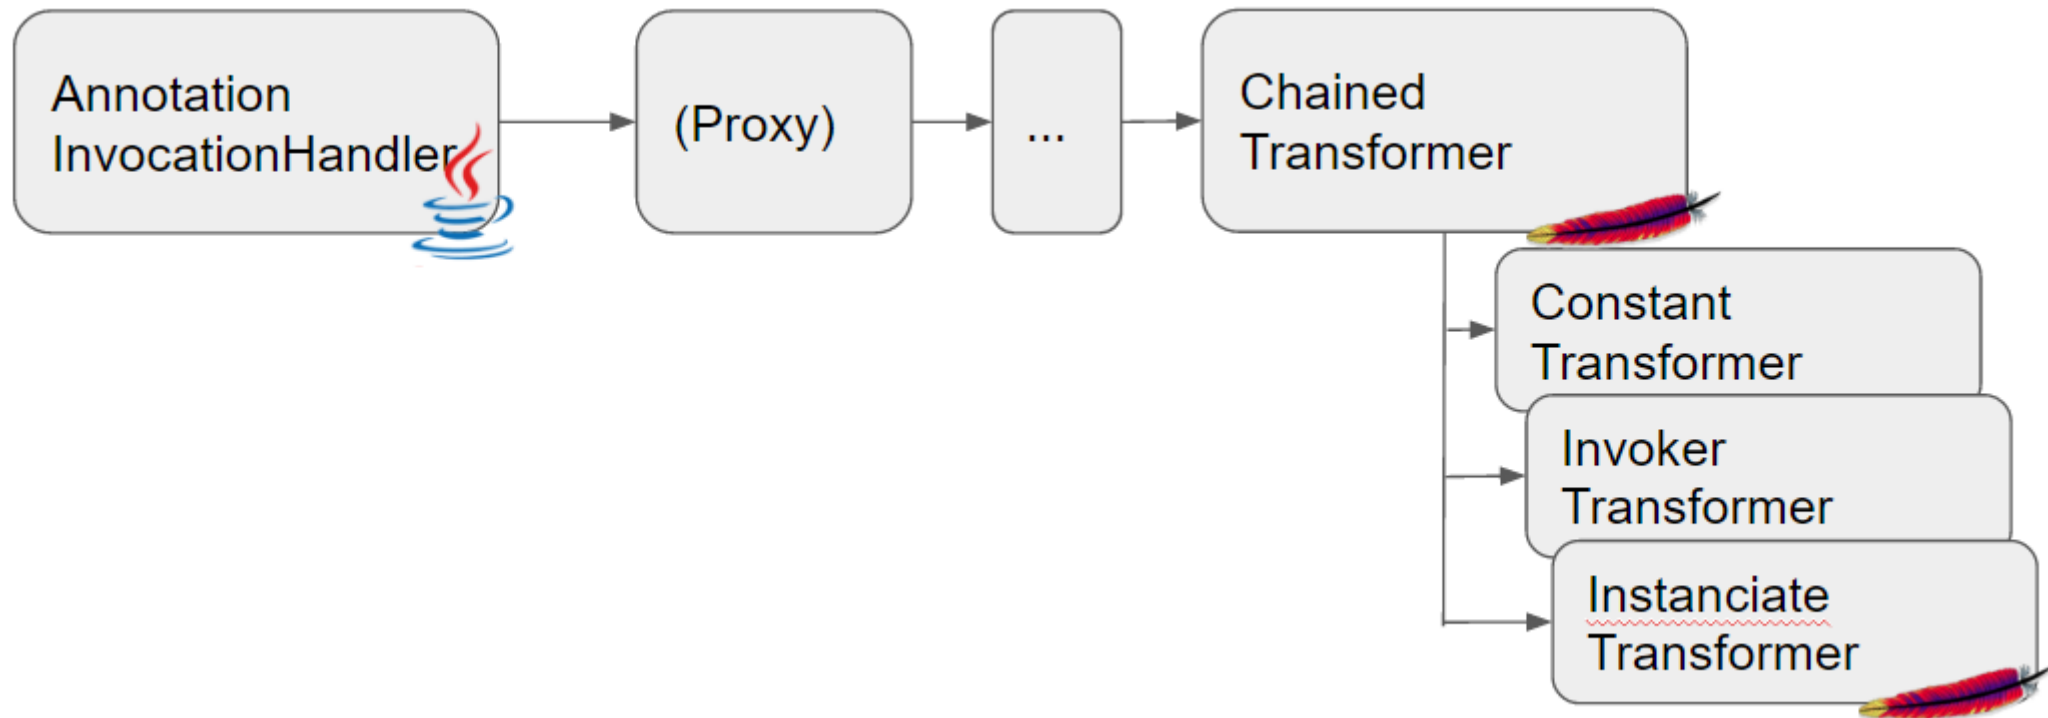 Annotation
InvocationHandler
(Proxy)
...
Chained
Transformer
Constant
Transformer
Invoker
Transformer
Instanciate
Transformer